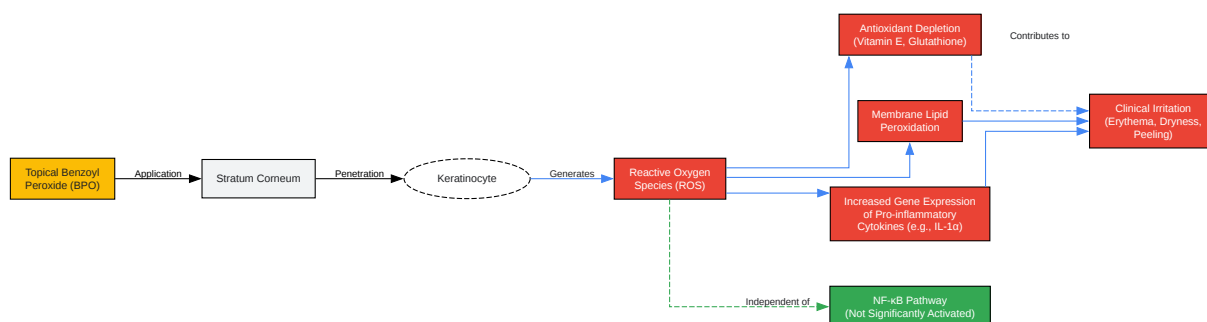 Topical Benzoyl
Peroxide (BPO)
Application
Stratum Corneum
Penetration
Keratinocyte
Generates
Reactive Oxygen
Species (ROS)
Antioxidant Depletion
(Vitamin E, Glutathione)
Contributes to
Membrane Lipid
Peroxidation
Clinical Irritation
(Erythema, Dryness,
Peeling)
Increased Gene Expression
of Pro-inflammatory
Cytokines (e.g., IL-1α)
Independent of
NF-κB Pathway
(Not Significantly Activated)